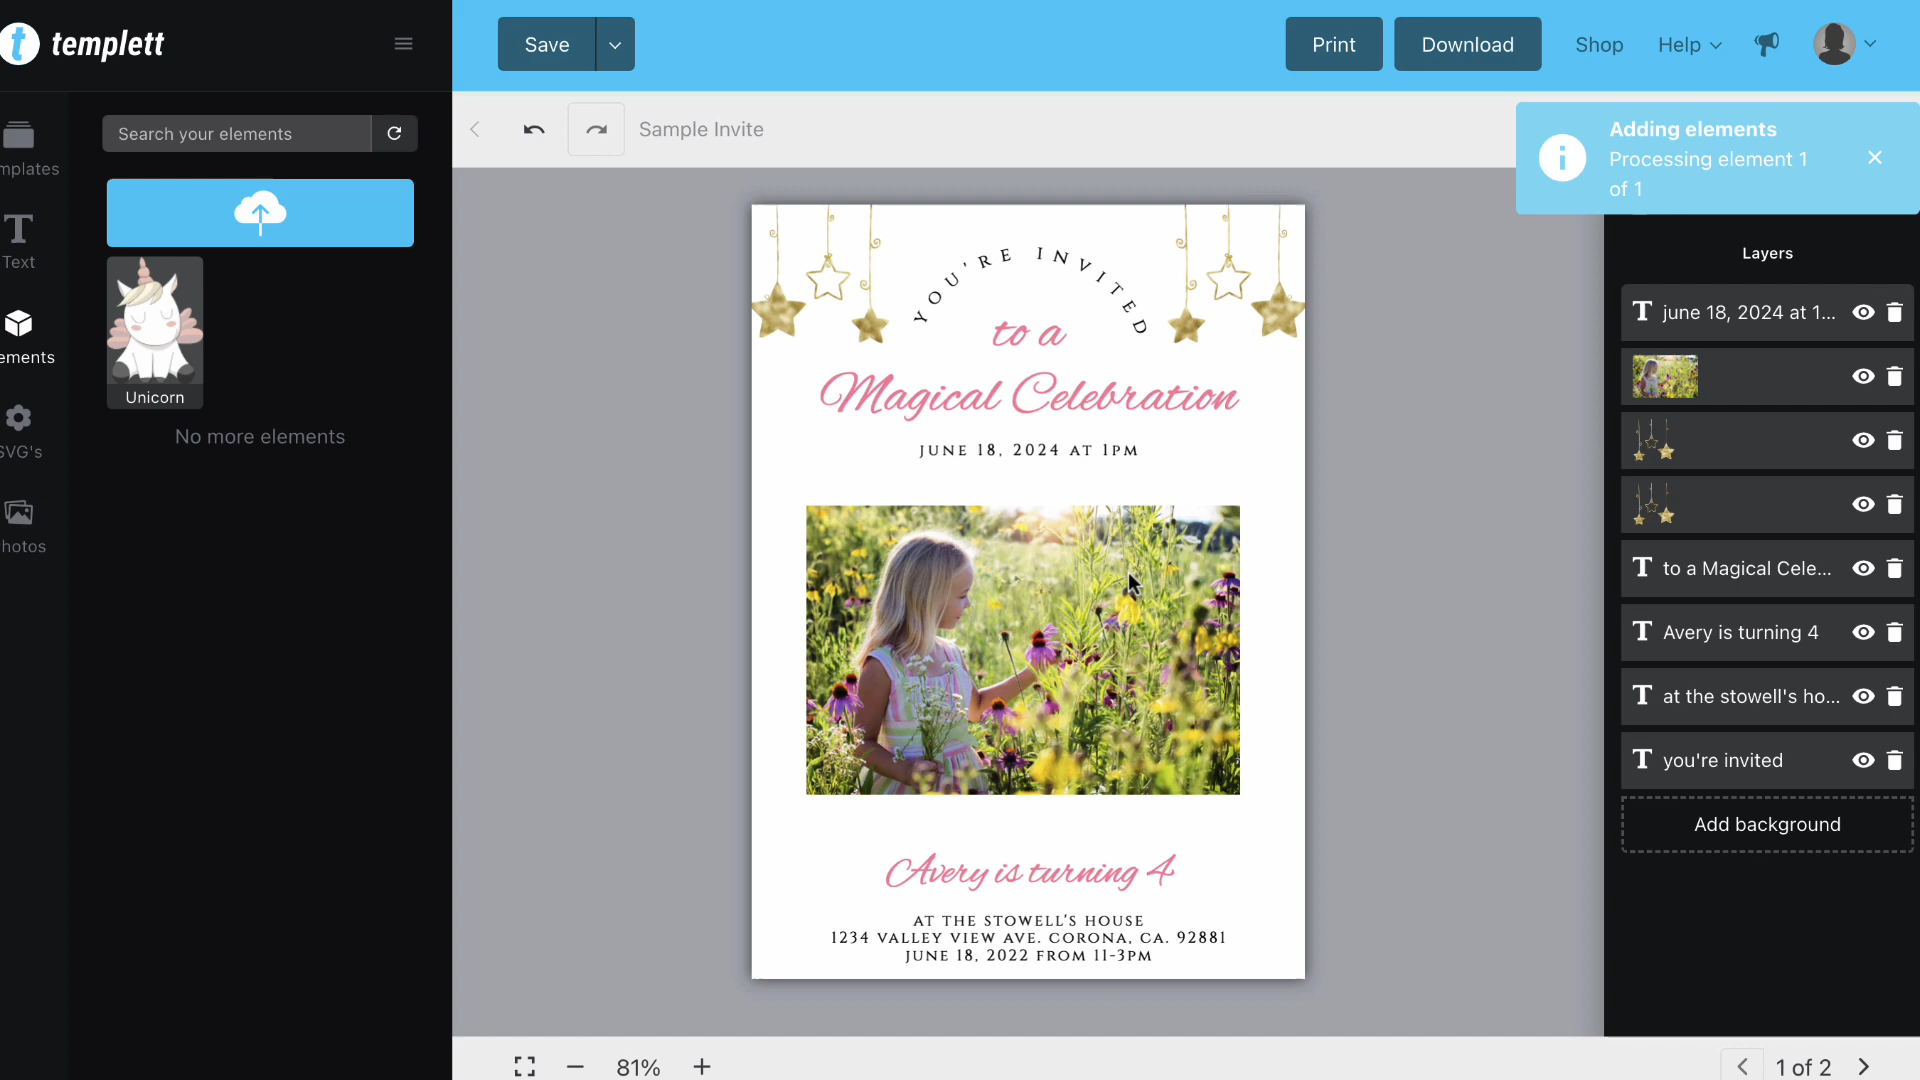 templett
Save
Print
Download
Shop
Help
Search your elements
Sample Invite
Adding elements
Processing element 1
of 1
mplates
Text
ements
SVG's
hotos
Unicorn
No more elements
YOU'RE INVITED
to a
Magical Celebration
JUNE 18, 2024 AT 1PM
Avery is turning 4
AT THE STOWELL'S HOUSE
1234 VALLEY VIEW AVE. CORONA, CA. 92881
JUNE 18, 2022 FROM 11-3PM
Layers
june 18, 2024 at 1...
to a Magical Cele...
Avery is turning 4
at the stowell's ho...
you're invited
Add background
81%
1 of 2